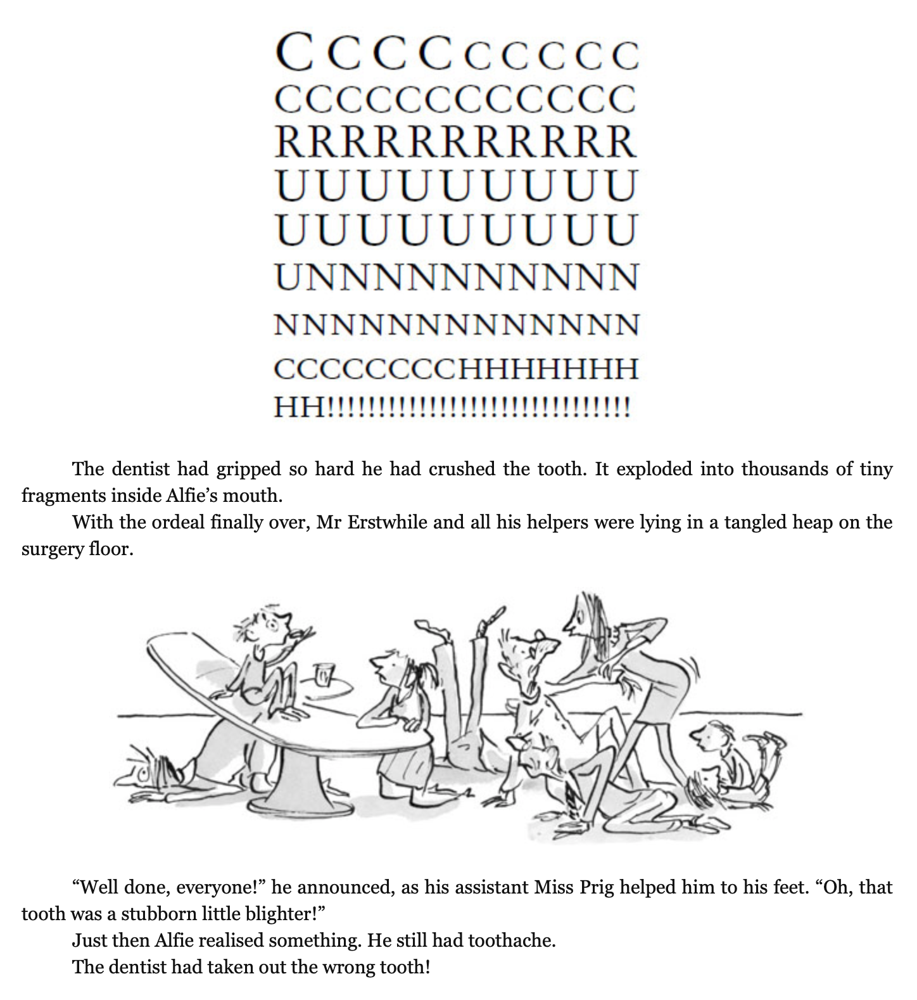 C C C C C C C C C
CCCCCCCCCCCC
RRRRRRRRRRR
UUUUUUUUU
UUUUUUUUU
UNNNNNNNNNN
NNNNNNNNNNNNN
CCCCCCCCHHHHHHH
HH!!!!!!!!!!!!!!!!!!!!!!!!!!!!!!
The dentist had gripped so hard he had crushed the tooth. It exploded into thousands of tiny
fragments inside Alfie’s mouth.
With the ordeal finally over, Mr Erstwhile and all his helpers were lying in a tangled heap on the
surgery floor.
“Well done, everyone!” he announced, as his assistant Miss Prig helped him to his feet. “Oh, that
tooth was a stubborn little blighter!”
Just then Alfie realised something. He still had toothache.
The dentist had taken out the wrong tooth!